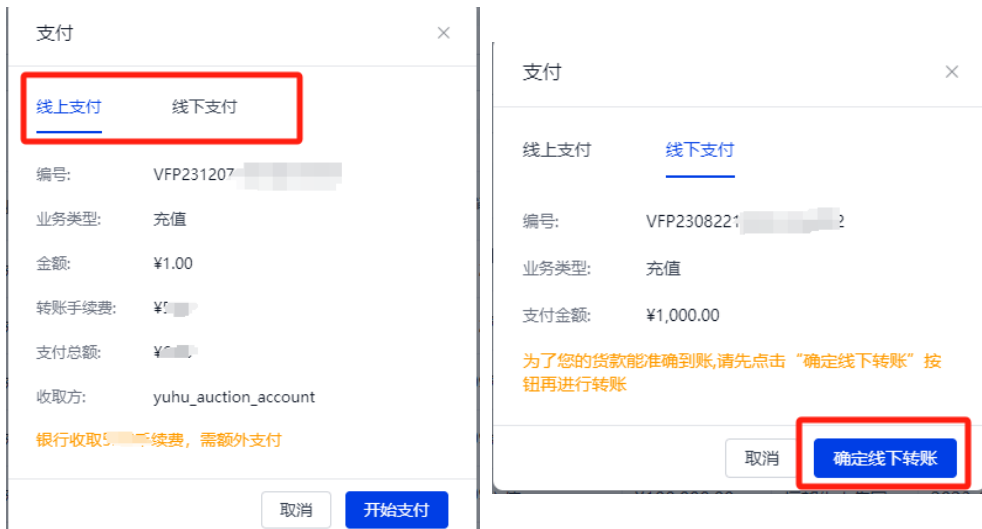 支付
线上支付 线下支付
编号: VFP231207
业务类型: 充值
金额: ¥1.00
转账手续费: ¥
支付总额: ¥
收取方: yuhu_auction_account
银行收取 手续费，需额外支付
取消 开始支付
支付
线上支付 线下支付
编号: VFP2308221 2
业务类型: 充值
支付金额: ¥1,000.00
为了您的货款能准确到账,请先点击“确定线下转账”按
钮再进行转账
取消 确定线下转账